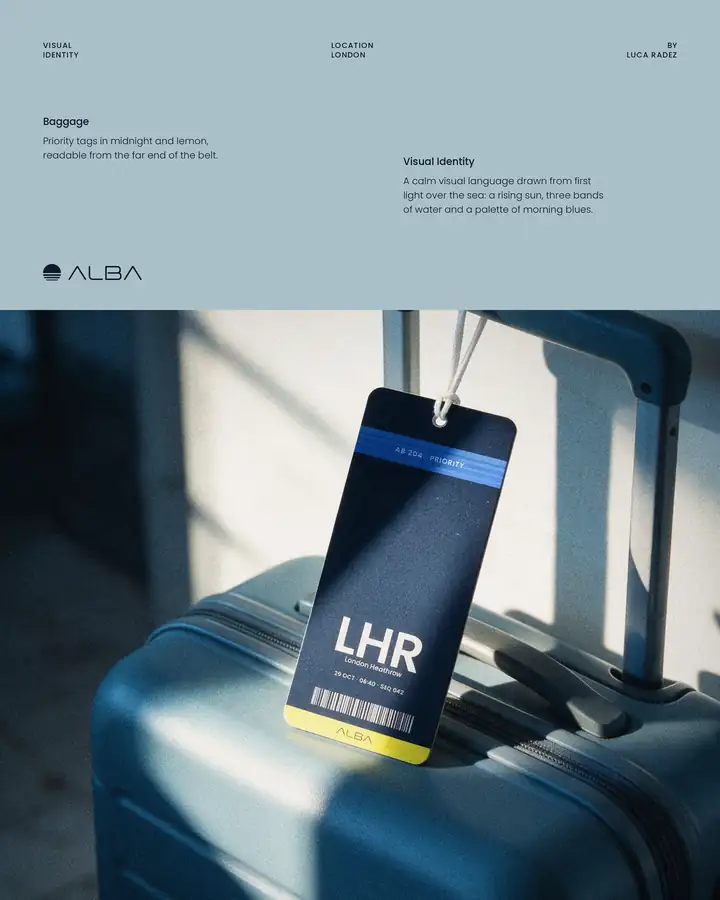 VISUAL
IDENTITY
LOCATION
LONDON
BY
LUCA RADEZ
Baggage
Priority tags in midnight and lemon,
readable from the far end of the belt.
Visual Identity
A calm visual language drawn from first
light over the sea: a rising sun, three bands
of water and a palette of morning blues.
ALBA
AB 204 PRIORITY
LHR
London Heathrow
29 OCT · 06:40 · SEQ 042
ALBA